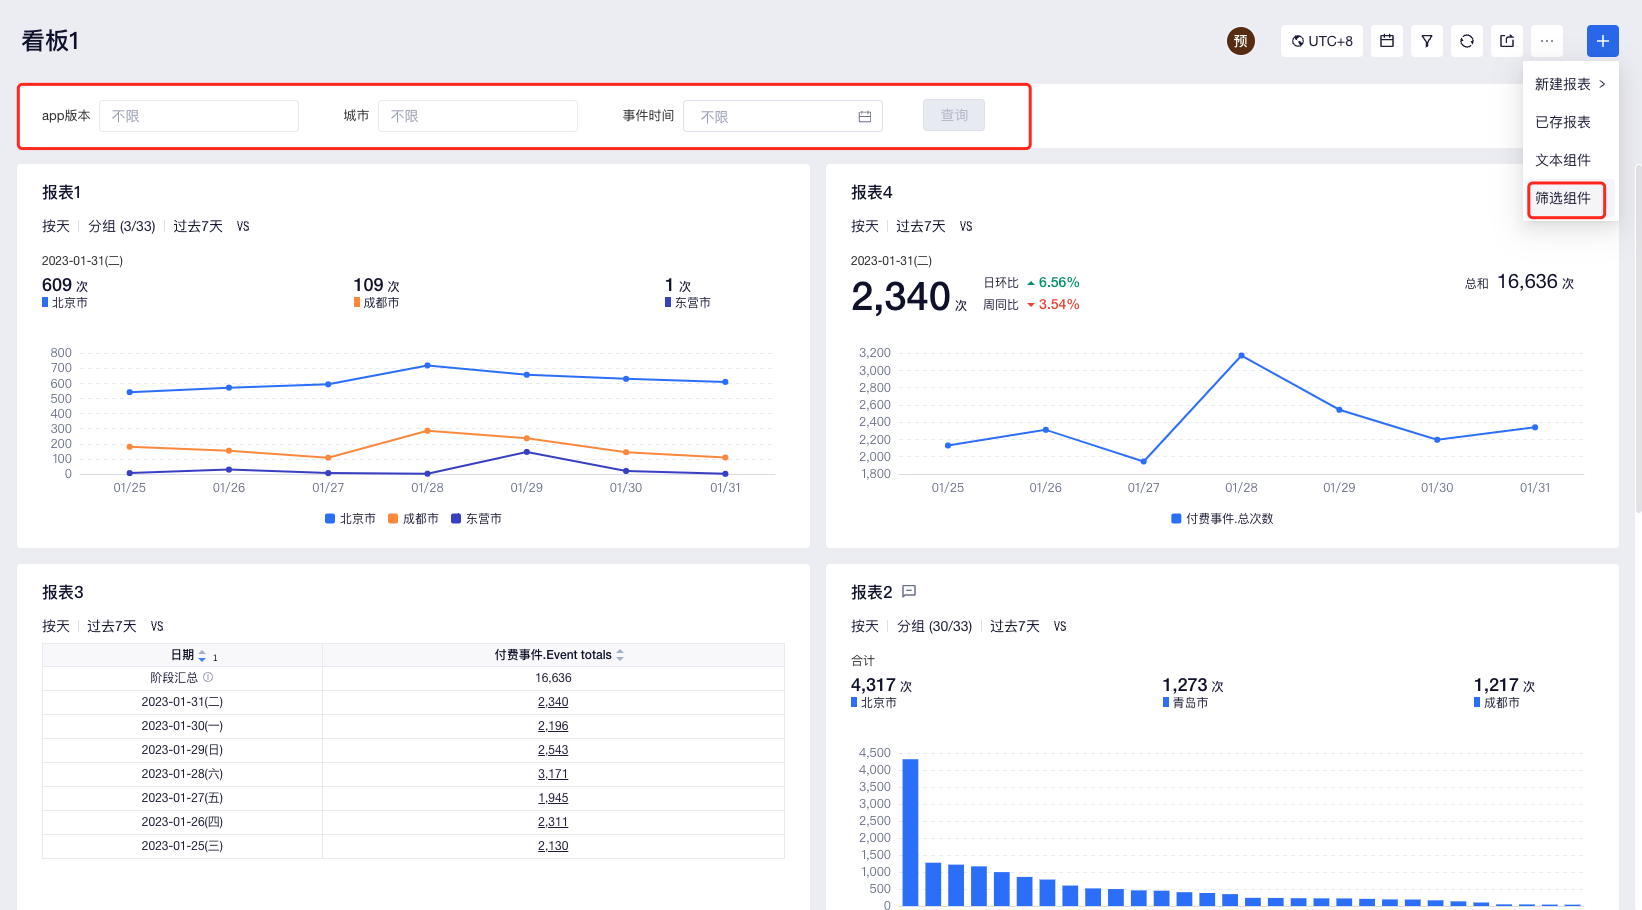 看板1
预
UTC+8
新建报表
已存报表
文本组件
筛选组件
app版本 不限 城市 不限 事件时间 不限 查询
报表1
按天 分组 (3/33) 过去7天 VS
2023-01-31(二)
609 次 109 次 1 次
北京市 成都市 东营市
800
700
600
500
400
300
200
100
0
01/25 01/26 01/27 01/28 01/29 01/30 01/31
北京市 成都市 东营市
报表4
按天 过去7天 VS
2023-01-31(二)
2,340 次
日环比 6.56%
周同比 3.54%
总和 16,636 次
3,200
3,000
2,800
2,600
2,400
2,200
2,000
1,800
01/25 01/26 01/27 01/28 01/29 01/30 01/31
付费事件.总次数
报表3
按天 过去7天 VS
日期 1 付费事件.Event totals
阶段汇总 16,636
2023-01-31(二) 2,340
2023-01-30(一) 2,196
2023-01-29(日) 2,543
2023-01-28(六) 3,171
2023-01-27(五) 1,945
2023-01-26(四) 2,311
2023-01-25(三) 2,130
报表2
按天 分组 (30/33) 过去7天 VS
合计
4,317 次 1,273 次 1,217 次
北京市 青岛市 成都市
4,500
4,000
3,500
3,000
2,500
2,000
1,500
1,000
500
0